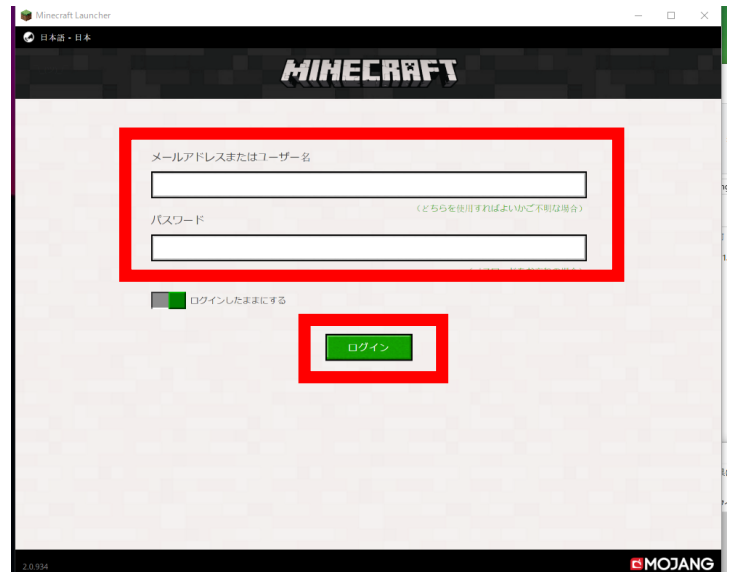 Minecraft Launcher
日本語 - 日本
MINECRAFT
メールアドレスまたはユーザー名
(どちらを使用すればよいかご不明な場合)
パスワード
ログインしたままにする
ログイン
2.0.934
MOJANG